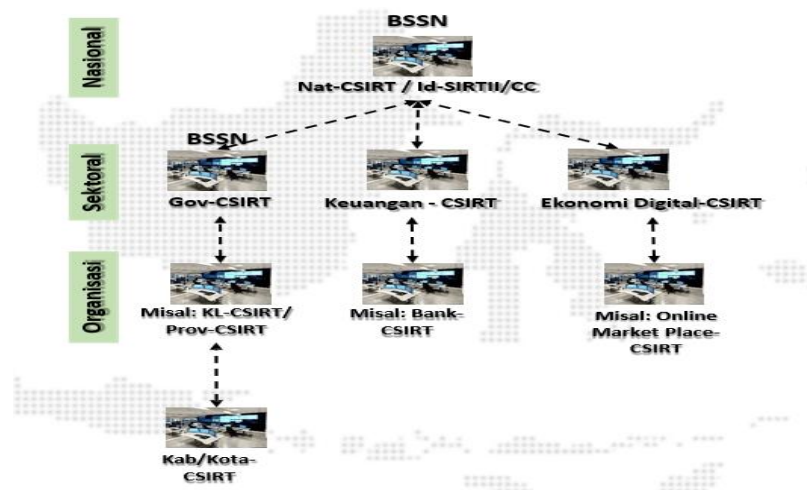 Nasional
BSSN
Nat-CSIRT / Id-SIRTII/CC
Sektoral
BSSN
Gov-CSIRT
Keuangan - CSIRT
Ekonomi Digital-CSIRT
Organisasi
Misal: KL-CSIRT/
Prov-CSIRT
Misal: Bank-
CSIRT
Misal: Online
Market Place-
CSIRT
Kab/Kota-
CSIRT